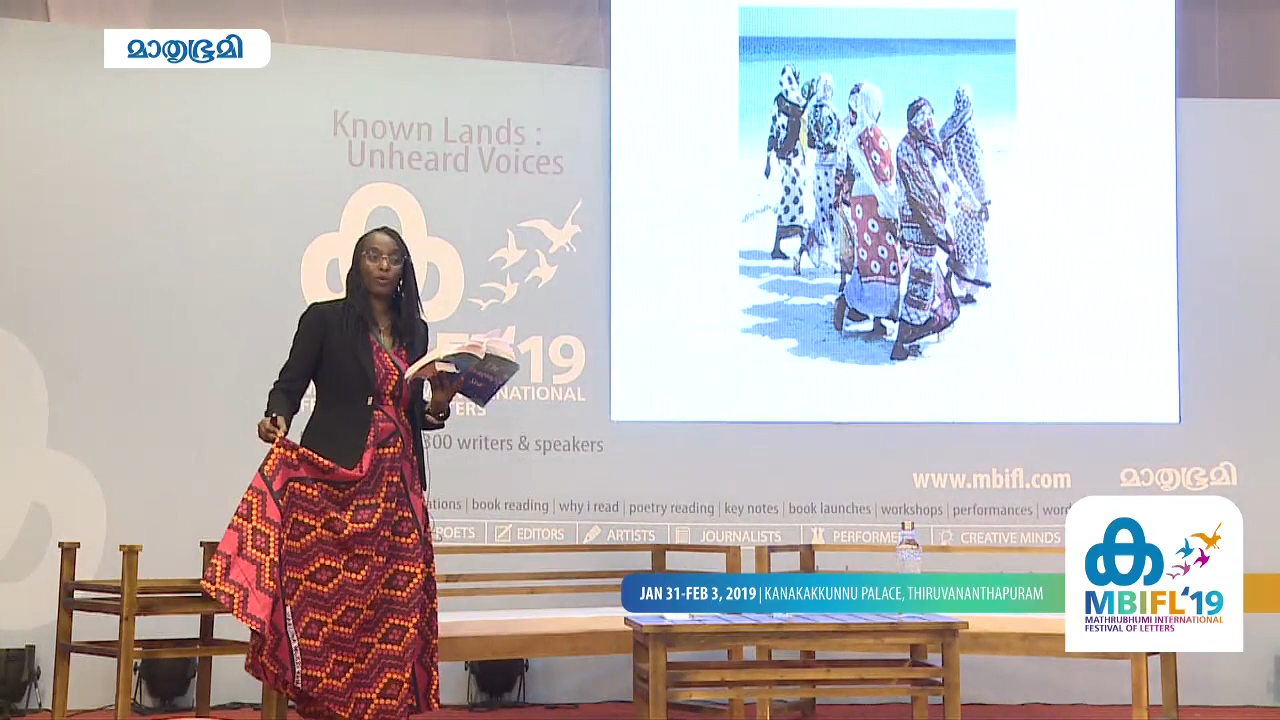 മാതൃഭൂമി
Known Lands :
Unheard Voices
'19
NATIONAL
300 writers & speakers
www.mbifl.com
മാതൃഭൂമി
book reading | why i read | poetry reading | key notes | book launches | workshops | performances
POETS | EDITORS | ARTISTS | JOURNALISTS | CREATIVE MINDS
JAN 31-FEB 3, 2019 | KANAKAKKUNNU PALACE, THIRUVANANTHAPURAM
ക
MBIFL'19
MATHRUBHUMI INTERNATIONAL
FESTIVAL OF LETTERS